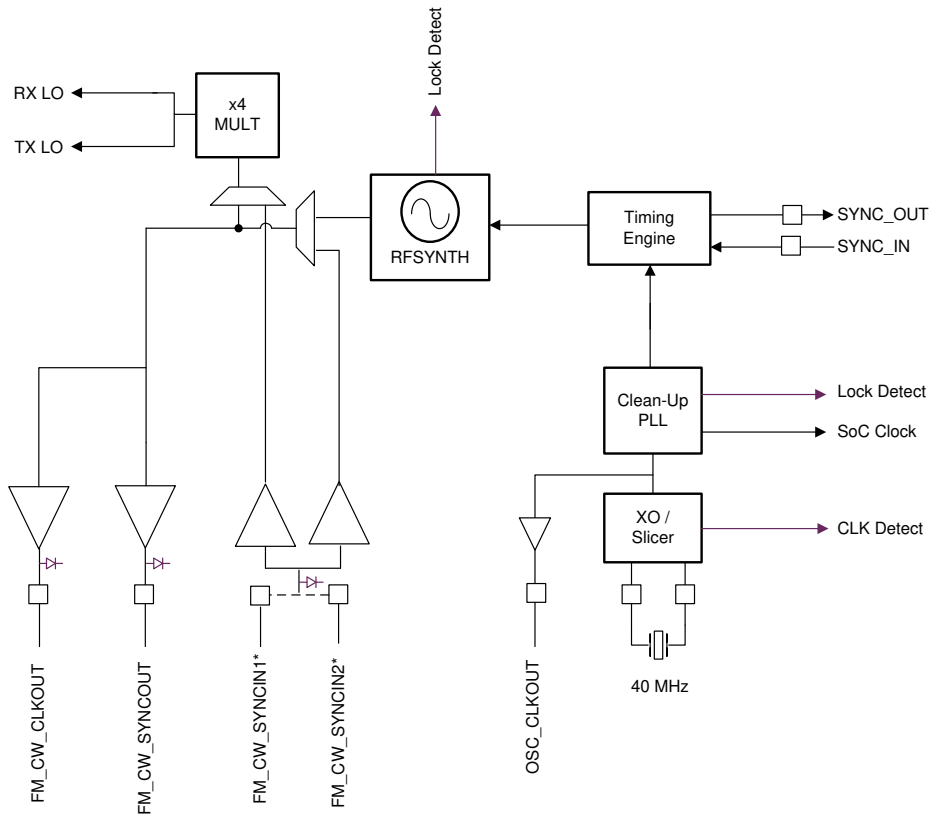 Lock Detect
RX LO
TX LO
x4
MULT
RFSYNTH
Timing
Engine
SYNC_OUT
SYNC_IN
Clean-Up
PLL
Lock Detect
SoC Clock
XO /
Slicer
CLK Detect
40 MHz
FM_CW_CLKOUT
FM_CW_SYNCOUT
FM_CW_SYNCIN1*
FM_CW_SYNCIN2*
OSC_CLKOUT